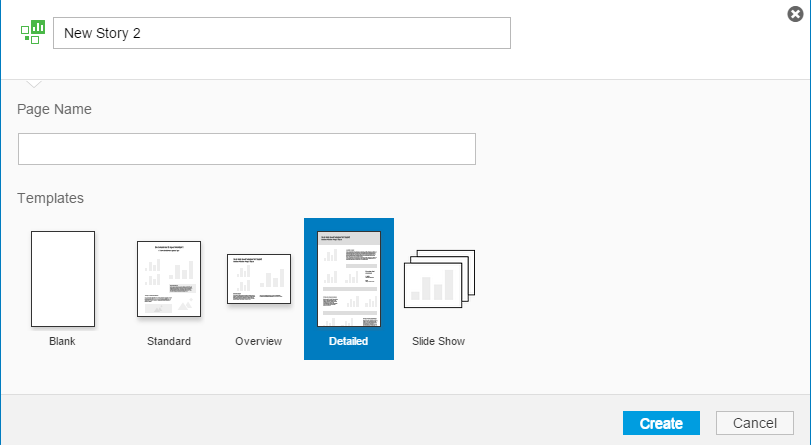 New Story 2
Page Name
Templates
Blank
Standard
Overview
Detailed
Slide Show
Create
Cancel